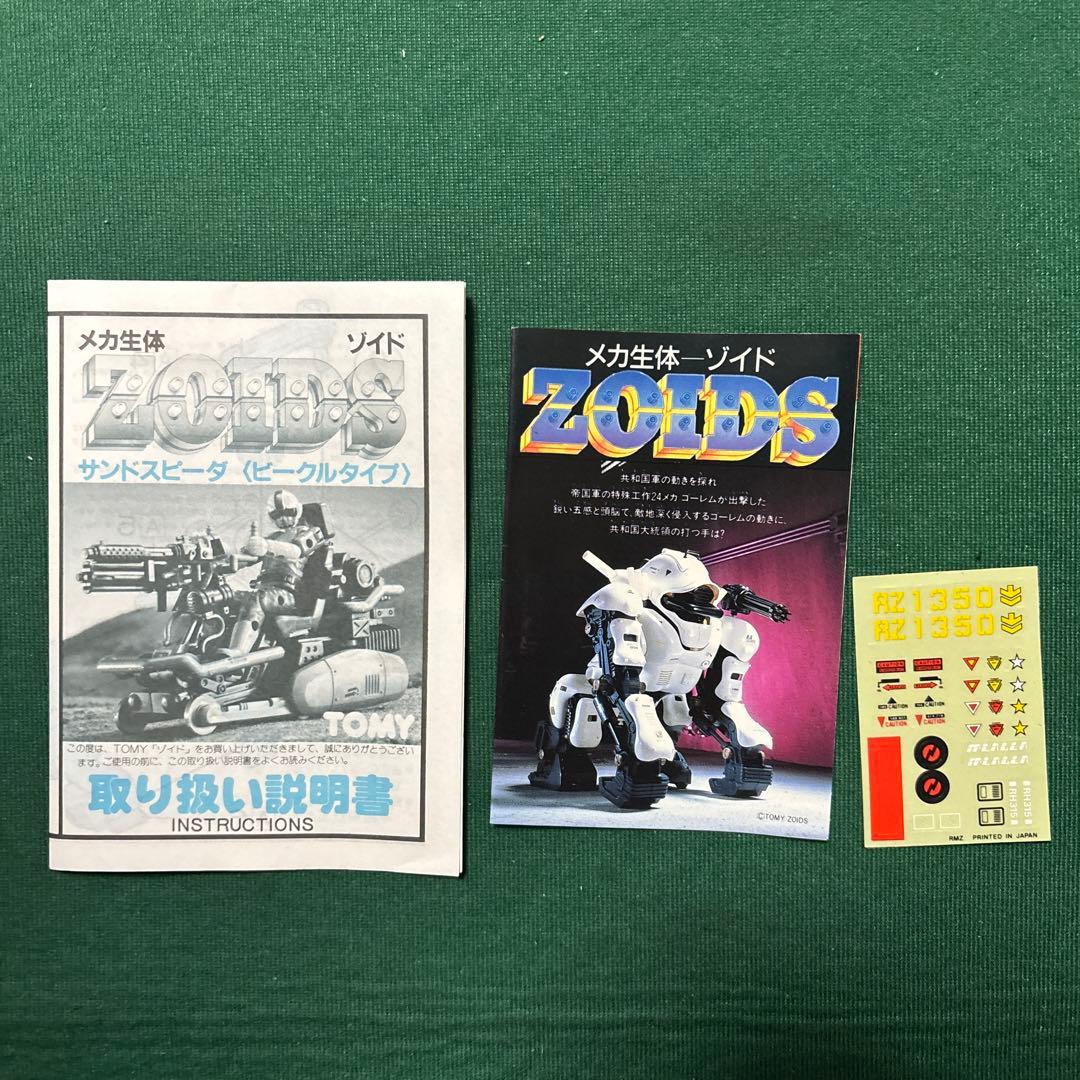 メカ生体 ゾイド
ZOIDS
サンドスピーダ〈ビークルタイプ〉
TOMY
この度は、TOMY「ゾイド」をお買い上げいただきまして、誠にありがとうござい
ます。ご使用の前に、この取り扱い説明書をよくお読みください。
取り扱い説明書
INSTRUCTIONS
メカ生体―ゾイド
ZOIDS
共和国軍の動きを探れ
帝国軍の特殊工作24メカ ゴーレムが出撃した
鋭い五感と頭脳で、敵地深く侵入するゴーレムの動きに、
共和国大統領の打つ手は?
©TOMY ZOIDS
RZ1350
RZ1350
CAUTION
CAUTION
CAUTION
CAUTION
CAUTION
CAUTION
RH315
RH315
RMZ PRINTED IN JAPAN